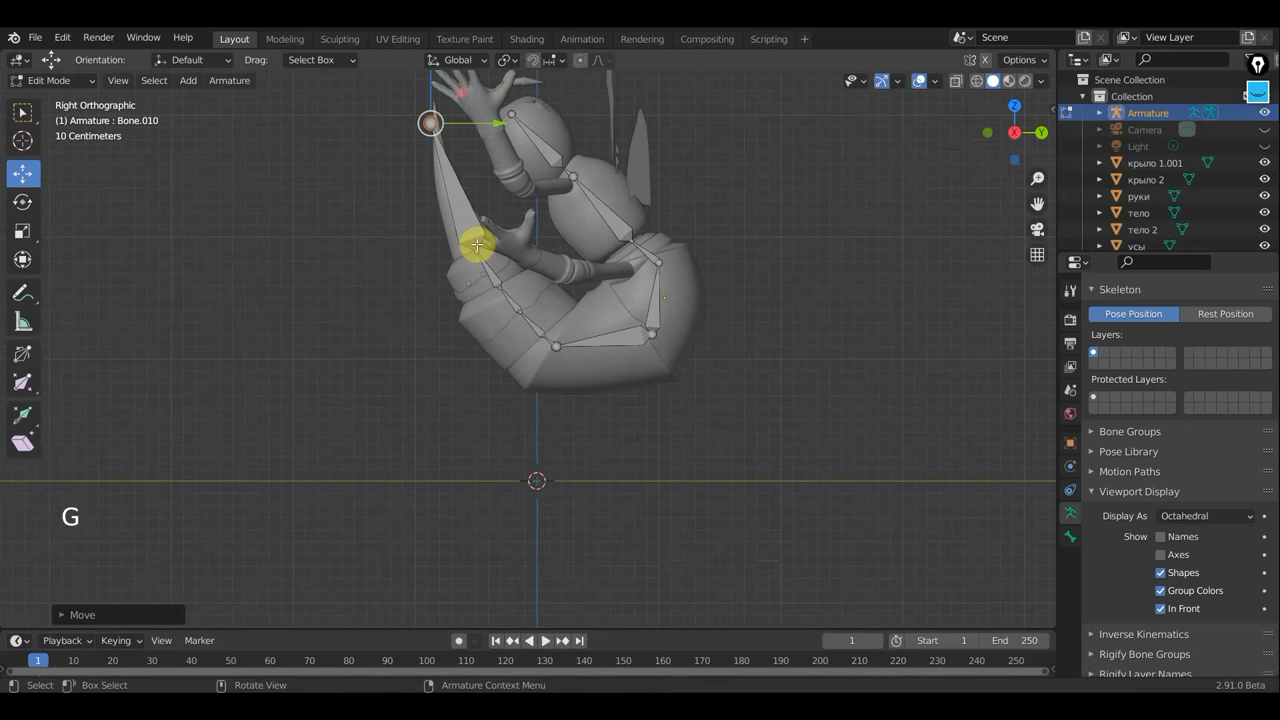 File Edit Render Window Help Layout Modeling Sculpting UV Editing Texture Paint Shading Animation Rendering Compositing Scripting + Scene View Layer
Orientation: Default Drag: Select Box Global X Options
Edit Mode View Select Add Armature
Right Orthographic
(1) Armature : Bone.010
10 Centimeters
Z
X Y
G
Move
Scene Collection
Collection
Armature
Camera
Light
крыло 1.001
крыло 2
руки
тело
тело 2
усы
Skeleton
Pose Position Rest Position
Layers:
Protected Layers:
Bone Groups
Pose Library
Motion Paths
Viewport Display
Display As Octahedral
Show Names
Axes
Shapes
Group Colors
In Front
Inverse Kinematics
Rigify Bone Groups
Rigify Layer Names
Playback Keying View Marker 1 Start 1 End 250
1 10 20 30 40 50 60 70 80 90 100 110 120 130 140 150 160 170 180 190 200 210 220 230 240 250
Select Box Select Rotate View Armature Context Menu 2.91.0 Beta